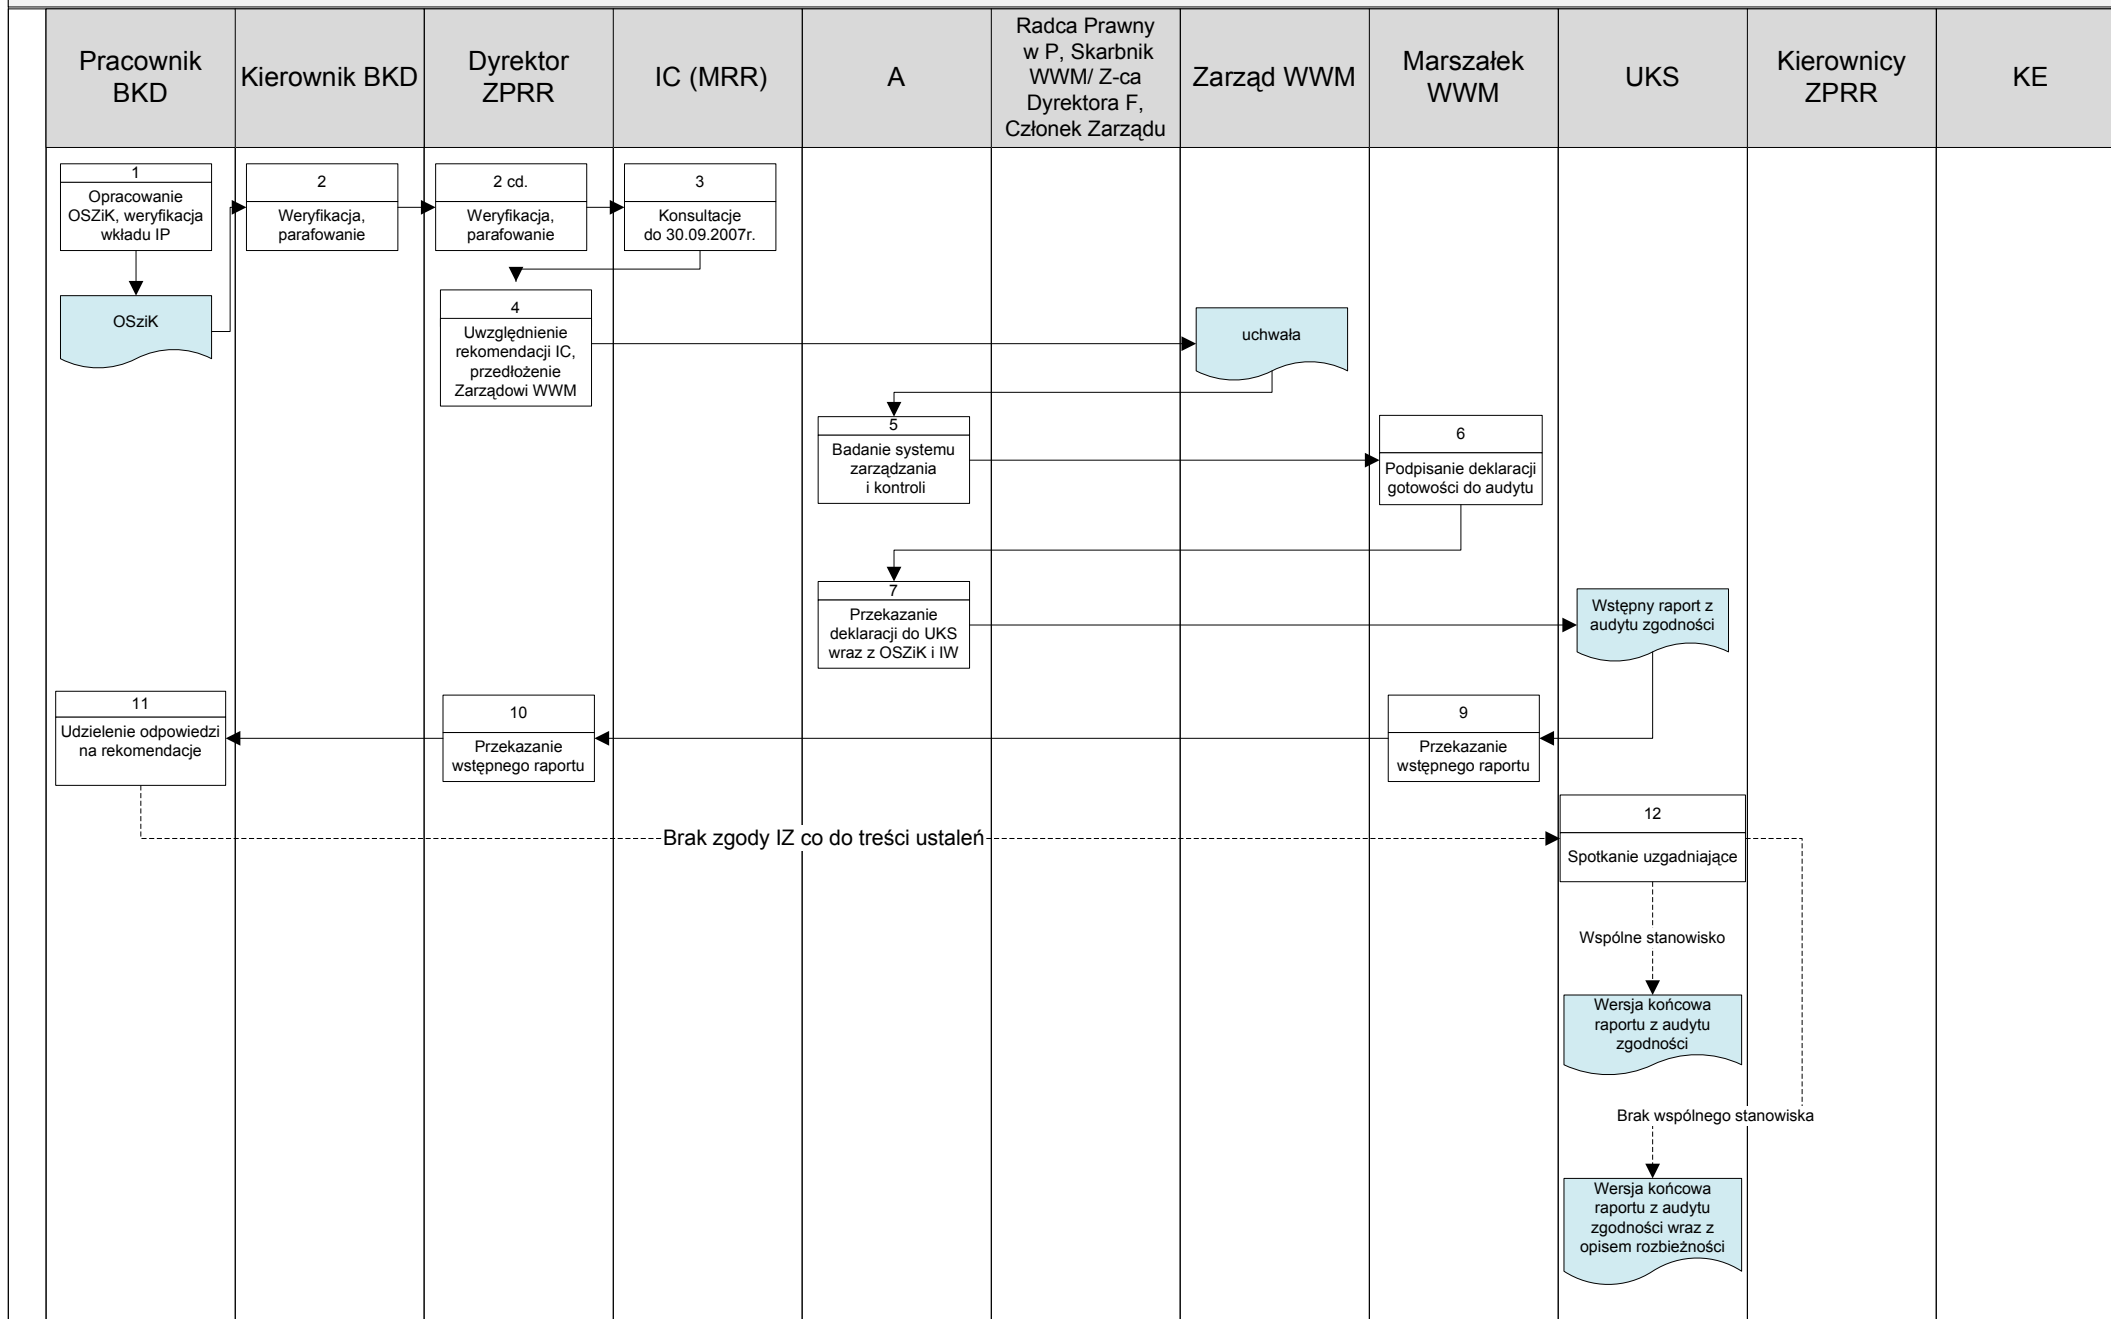 Pracownik
BKD
Kierownik BKD
Dyrektor
ZPRR
IC (MRR)
A
Radca Prawny
w P, Skarbnik
WWM/ Z-ca
Dyrektora F,
Członek Zarządu
Zarząd WWM
Marszałek
WWM
UKS
Kierownicy
ZPRR
KE
1
Opracowanie
OSZiK, weryfikacja
wkładu IP
2
Weryfikacja,
parafowanie
2 cd.
Weryfikacja,
parafowanie
3
Konsultacje
do 30.09.2007r.
OSziK
4
Uwzględnienie
rekomendacji IC,
przedłożenie
Zarządowi WWM
uchwała
5
Badanie systemu
zarządzania
i kontroli
6
Podpisanie deklaracji
gotowości do audytu
7
Przekazanie
deklaracji do UKS
wraz z OSZiK i IW
Wstępny raport z
audytu zgodności
11
Udzielenie odpowiedzi
na rekomendacje
10
Przekazanie
wstępnego raportu
9
Przekazanie
wstępnego raportu
Brak zgody IZ co do treści ustaleń
12
Spotkanie uzgadniające
Wspólne stanowisko
Wersja końcowa
raportu z audytu
zgodności
Brak wspólnego stanowiska
Wersja końcowa
raportu z audytu
zgodności wraz z
opisem rozbieżności